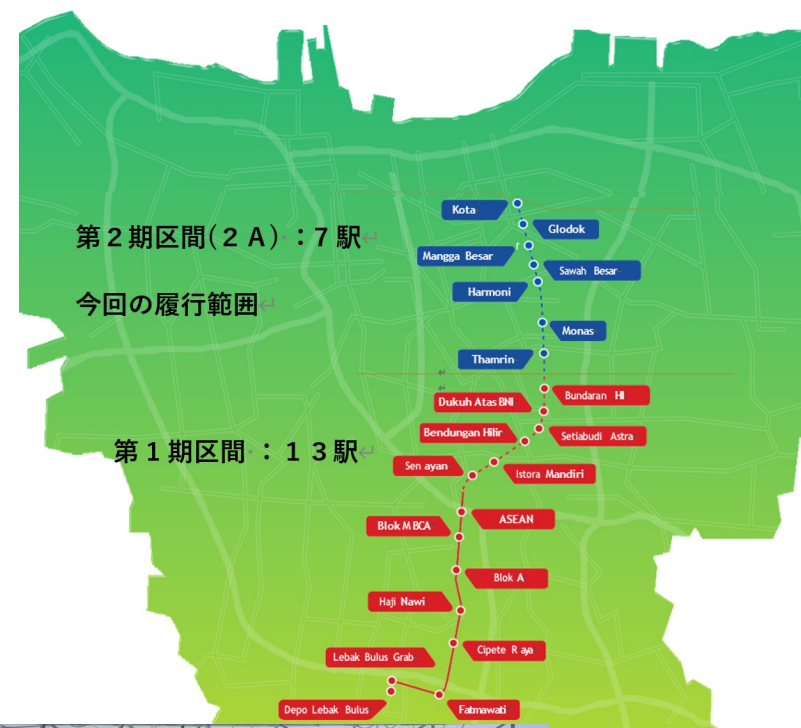 Kota
Glodok
第２期区間(２Ａ)：７駅
Mangga Besar
Sawah Besar
今回の履行範囲
Harmoni
Monas
Thamrin
Bundaran HI
Dukuh Atas BNI
Bendungan Hilir
Setiabudi Astra
第１期区間：１３駅
Senayan
Istora Mandiri
ASEAN
Blok M BCA
Blok A
Haji Nawi
Cipete Raya
Lebak Bulus Grab
Depo Lebak Bulus
Fatmawati